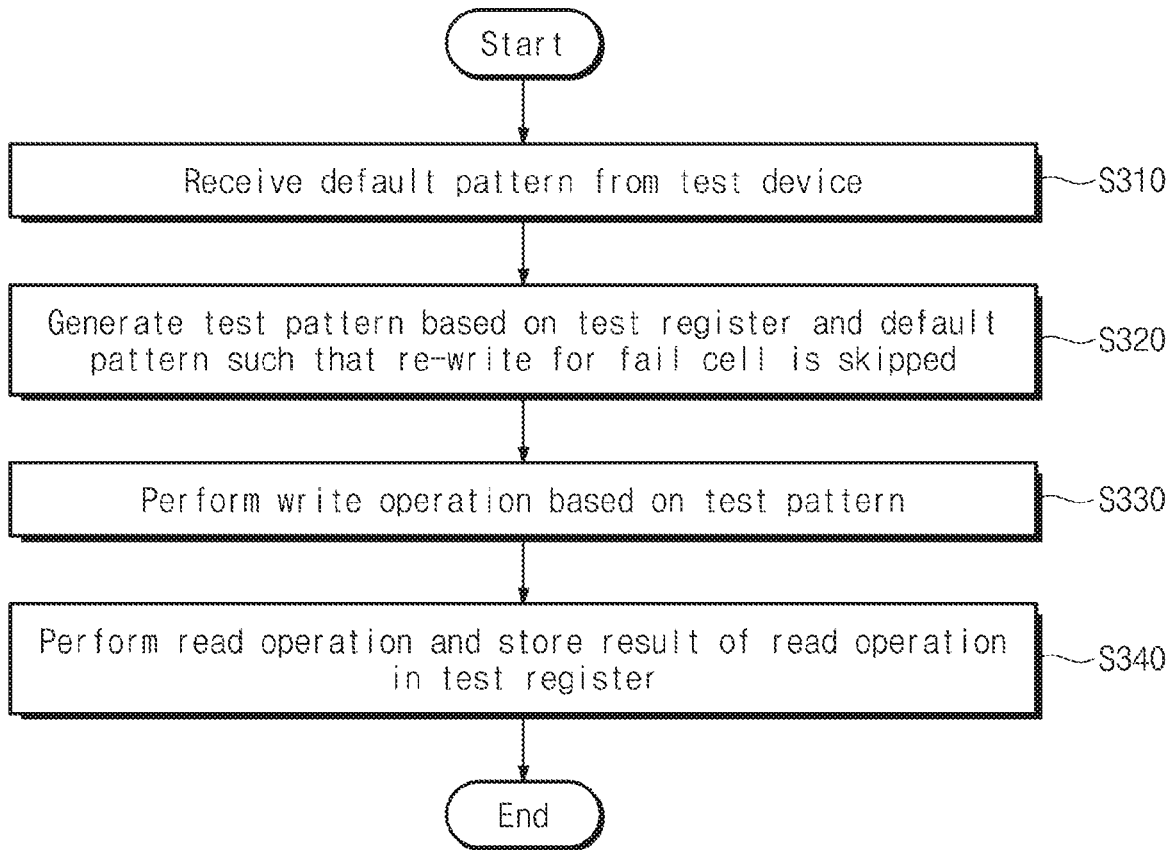 Start
Receive default pattern from test device
S310
Generate test pattern based on test register and default
pattern such that re-write for fail cell is skipped
S320
Perform write operation based on test pattern
S330
Perform read operation and store result of read operation
in test register
S340
End